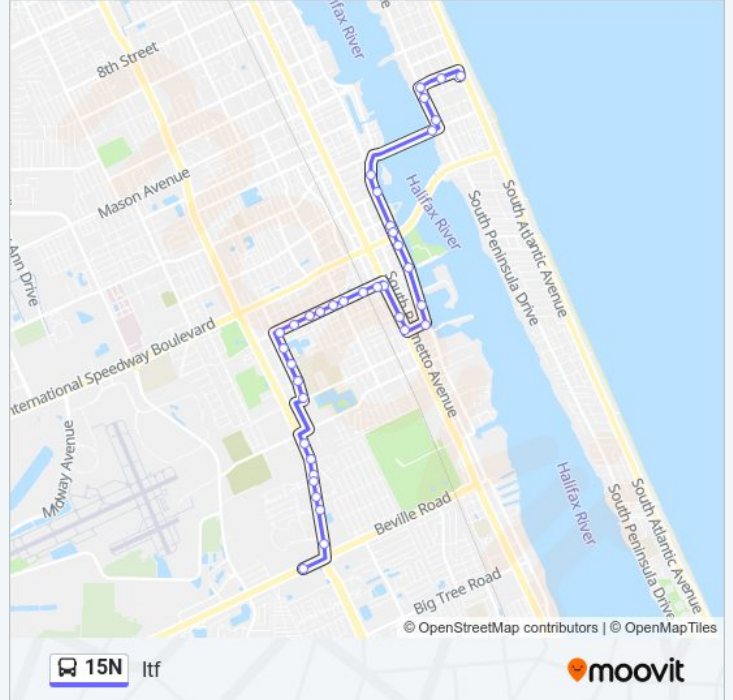 e
Halifax River
8th Street
Mason Avenue
Halifax River
South Atlantic Avenue
South Peninsula Drive
Ann Drive
South Palmetto Avenue
nternational Speedway Boulevard
Midway Avenue
Halifax River
South Atlantic Avenue
South Peninsula Drive
Beville Road
Big Tree Road
© OpenStreetMap contributors | © OpenMapTiles
15N Itf
moovit